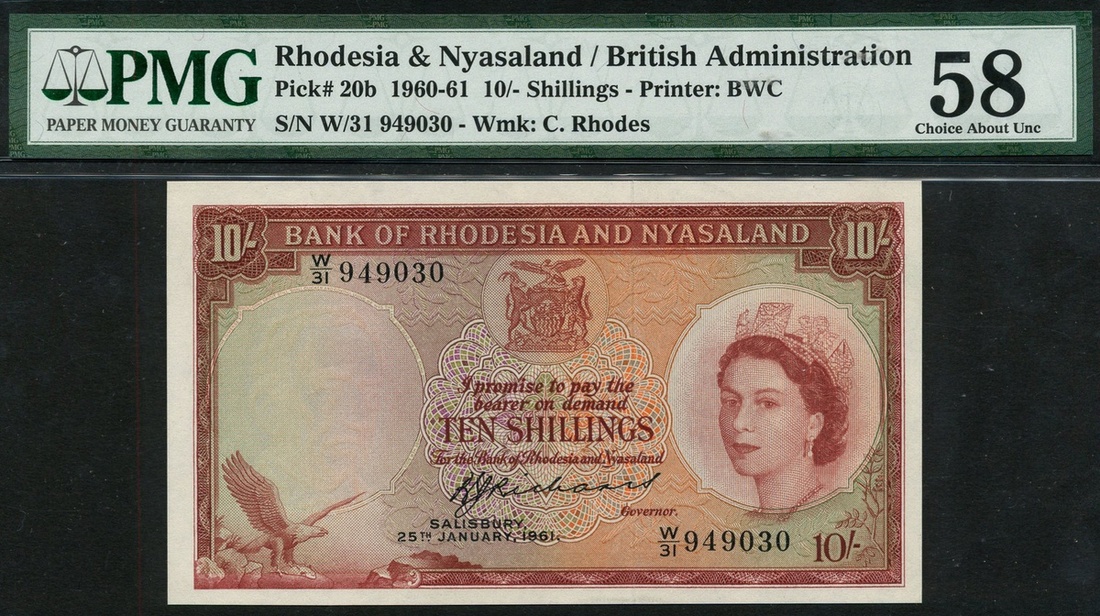 PMG
PAPER MONEY GUARANTY
Rhodesia & Nyasaland / British Administration
Pick# 20b 1960-61 10/- Shillings - Printer: BWC
S/N W/31 949030 - Wmk: C. Rhodes
58
Choice About Unc
10/- BANK OF RHODESIA AND NYASALAND 10/-
W/31 949030
I promise to pay the
bearer on demand
TEN SHILLINGS
For the Bank of Rhodesia and Nyasaland
Governor.
SALISBURY,
25TH JANUARY, 1961.
W/31 949030 10/-